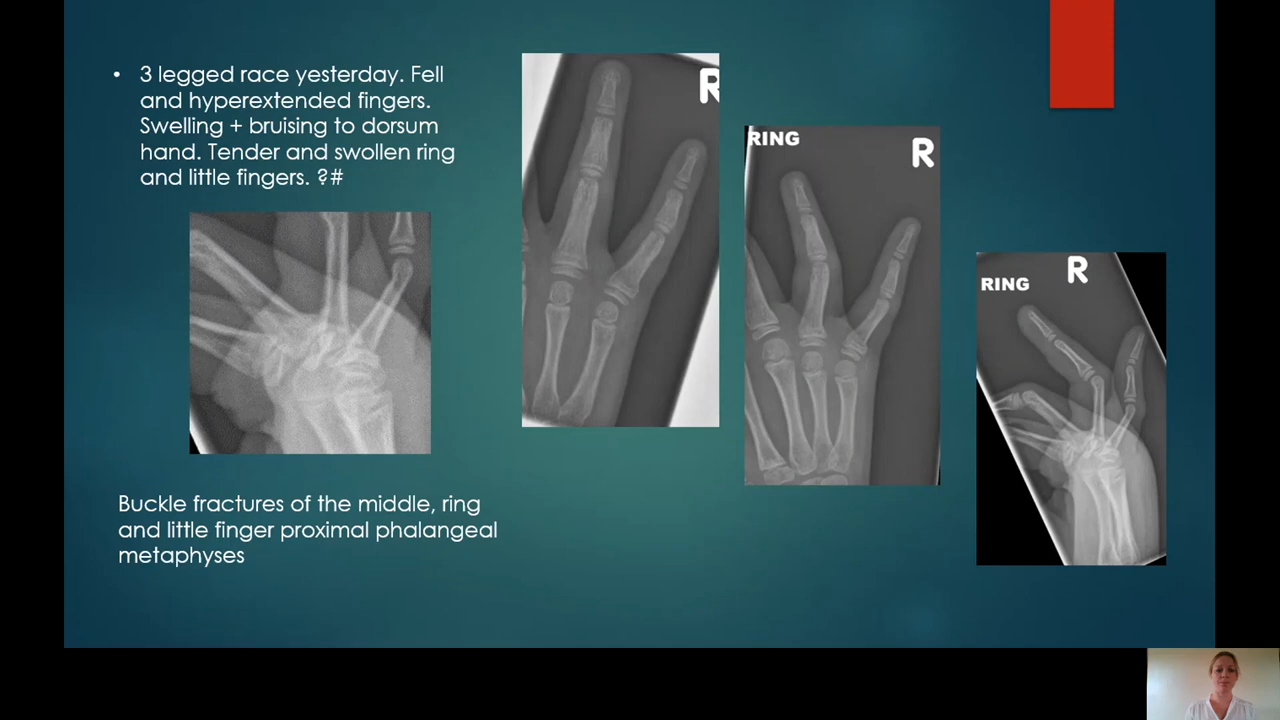 • 3 legged race yesterday. Fell
and hyperextended fingers.
Swelling + bruising to dorsum
hand. Tender and swollen ring
and little fingers. ?#
R
RING
R
RING
R
Buckle fractures of the middle, ring
and little finger proximal phalangeal
metaphyses